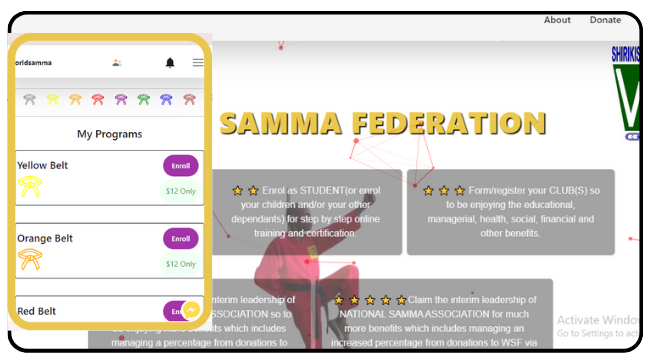 About Donate
SHIRIKIS
orldsamma
SAMMA FEDERATION
My Programs
Yellow Belt
Enroll
$12 Only
Orange Belt
Enroll
$12 Only
Red Belt
Enrol as STUDENT(or enrol
your children and/or your other
dependants) for step by step online
training and certification.
Form/register your CLUB(S) so
to be enjoying the educational,
managerial, health, social, financial and
other benefits.
nterim leadership of
SSOCIATION so to
which includes
managing a percentage from donations to
Claim the interim leadership of
NATIONAL SAMMA ASSOCIATION for much
more benefits which includes managing an
increased percentage from donations to WSF via
Activate Windo
Go to Settings to act